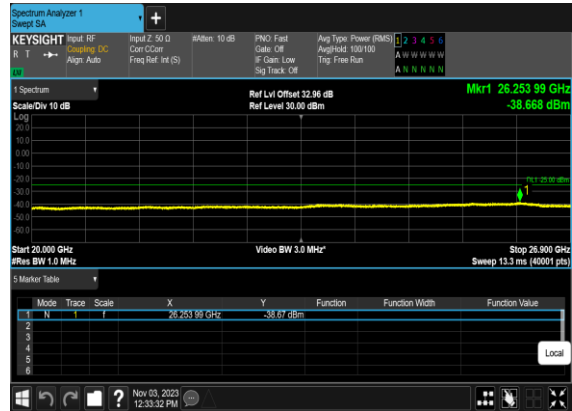 Spectrum Analyzer 1
Swept SA
+
KEYSIGHT Input: RF Input Z: 50 Ω #Atten: 10 dB PNO: Fast Avg Type: Power (RMS) 1 2 3 4 5 6
R T Coupling: DC Corr CCorr Gate: Off Avg|Hold: 100/100 A W W W W W
Align: Auto Freq Ref: Int (S) IF Gain: Low Trig: Free Run
LW Sig Track: Off A N N N N N
1 Spectrum Ref Lvl Offset 32.96 dB Mkr1 26.253 99 GHz
Scale/Div 10 dB Ref Level 30.00 dBm -38.668 dBm
Log
20.0
10.0
0.00
-10.0
-20.0
DL1 -25.00 dBm
-30.0
1
-40.0
-50.0
-60.0
Start 20.000 GHz Video BW 3.0 MHz* Stop 26.900 GHz
#Res BW 1.0 MHz Sweep 13.3 ms (40001 pts)
5 Marker Table
Mode Trace Scale X Y Function Function Width Function Value
1 N 1 f 26.253 99 GHz -38.67 dBm
2
3
4
5
6
Local
? Nov 03, 2023
12:33:32 PM